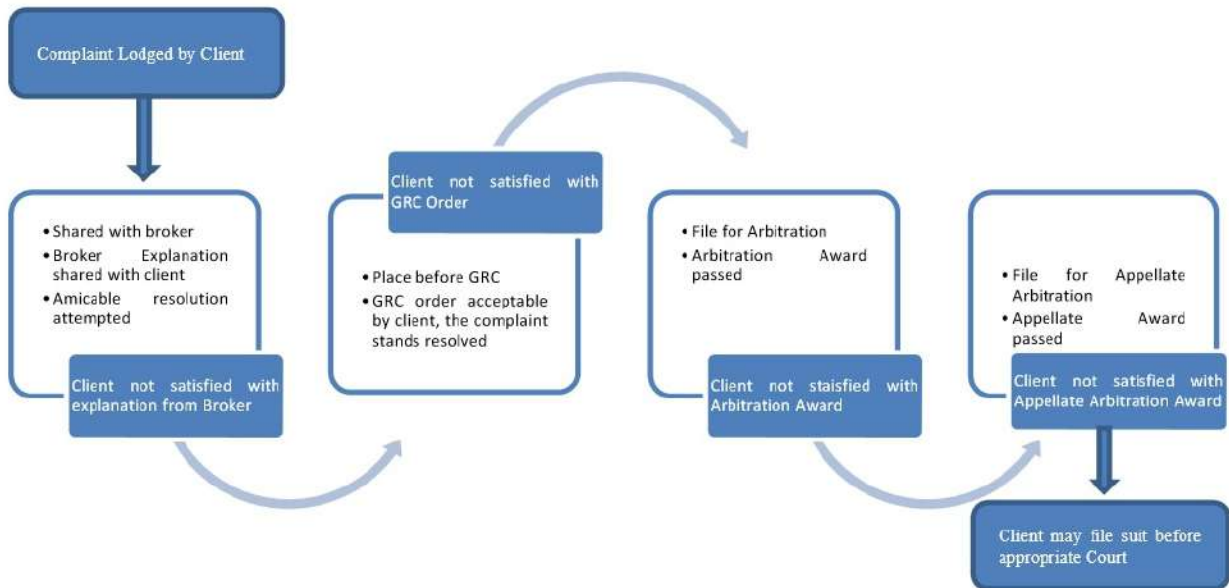 Complaint Lodged by Client
• Shared with broker
• Broker Explanation
shared with client
• Amicable resolution
attempted
Client not satisfied with
explanation from Broker
Client not satisfied with
GRC Order
• Place before GRC
• GRC order acceptable
by client, the complaint
stands resolved
• File for Arbitration
• Arbitration Award
passed
Client not staisfied with
Arbitration Award
• File for Appellate
Arbitration
• Appellate Award
passed
Client not satisfied with
Appellate Arbitration Award
Client may file suit before
appropriate Court